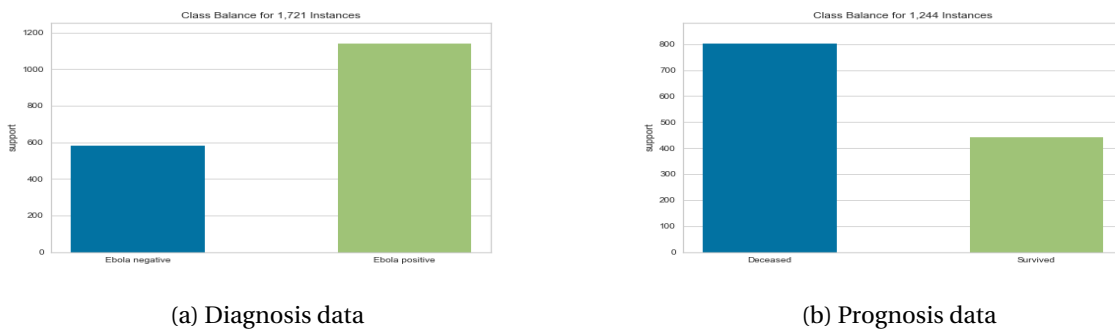 Class Balance for 1,721 Instances
1200
1000
800
600
400
200
0
support
Ebola negative
Ebola positive
(a) Diagnosis data
Class Balance for 1,244 Instances
800
700
600
500
400
300
200
100
0
support
Deceased
Survived
(b) Prognosis data